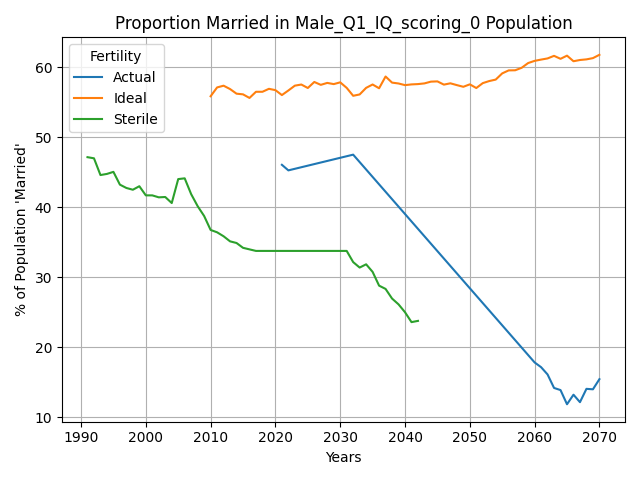 Proportion Married in Male_Q1_IQ_scoring_0 Population
% of Population 'Married'
60
50
40
30
20
10
Fertility
Actual
Ideal
Sterile
1990 2000 2010 2020 2030 2040 2050 2060 2070
Years